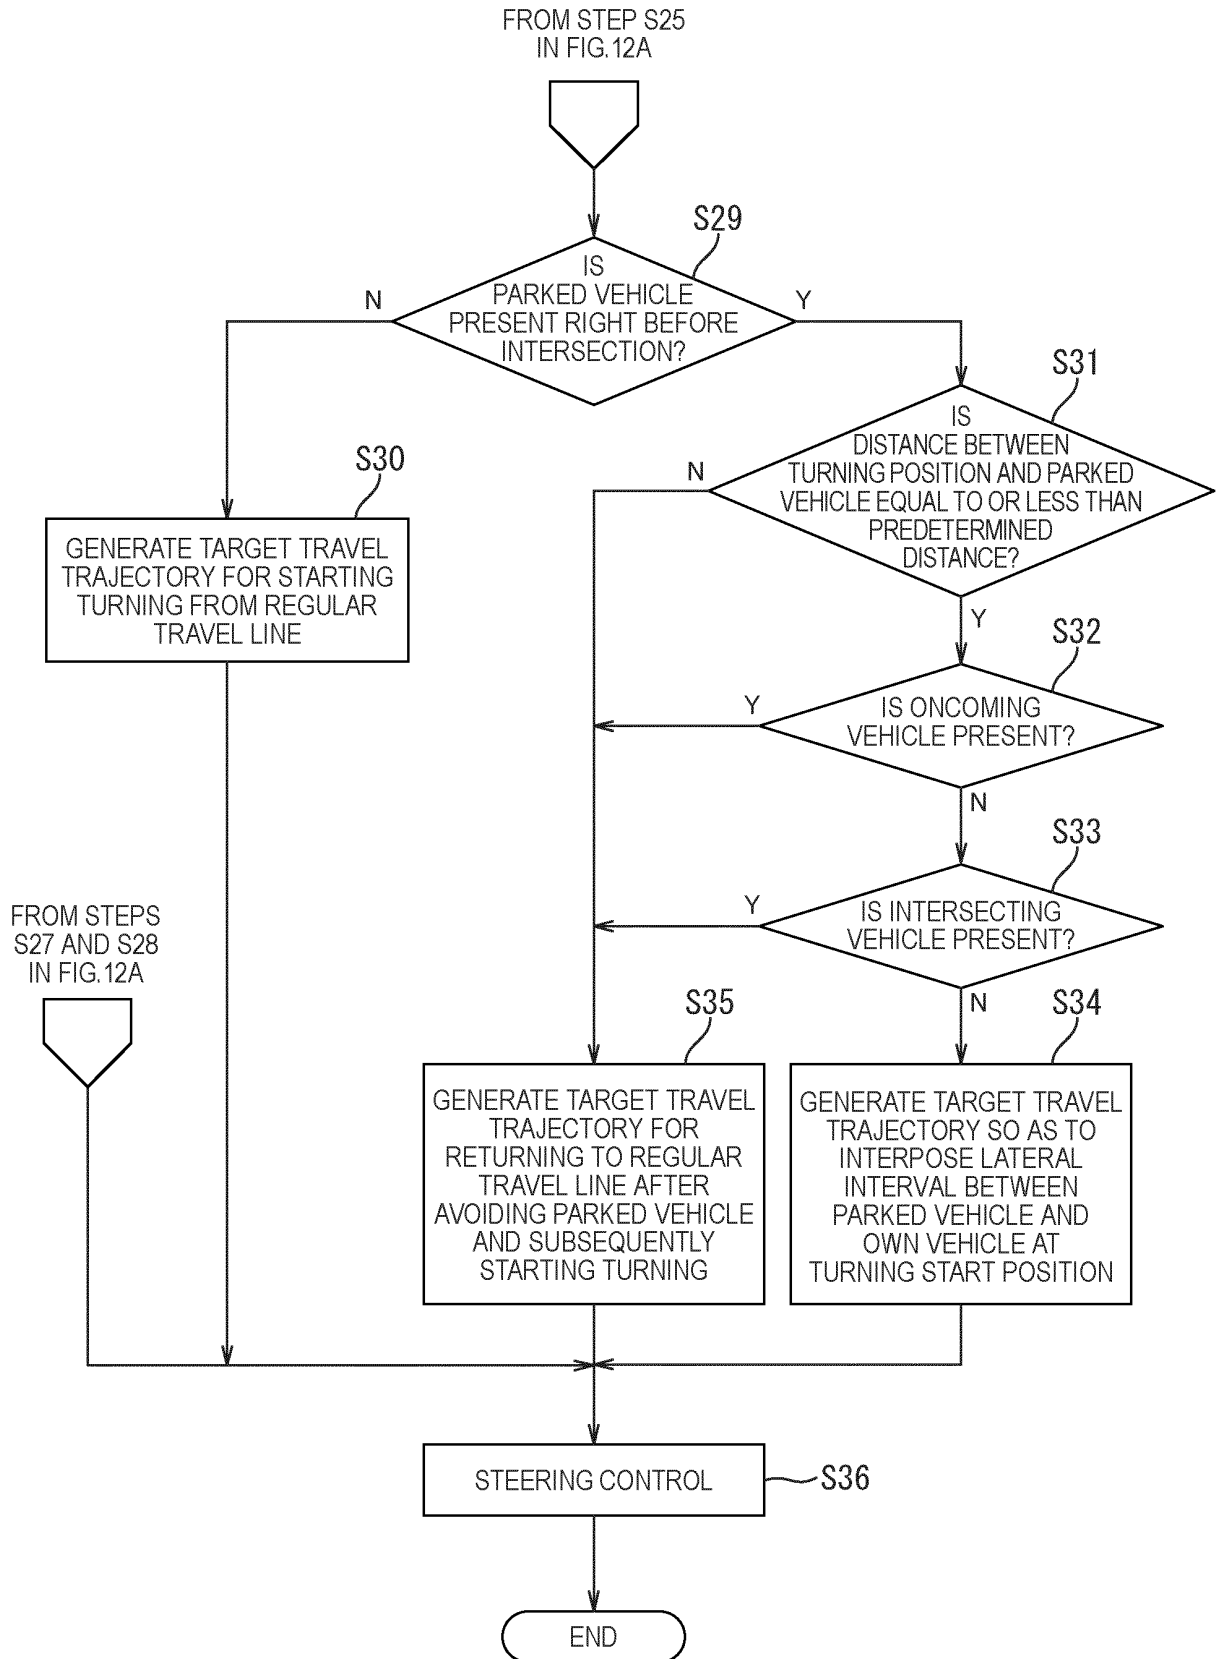 FROM STEP S25
IN FIG.12A
S29
IS
PARKED VEHICLE
PRESENT RIGHT BEFORE
INTERSECTION?
N
Y
S31
IS
DISTANCE BETWEEN
TURNING POSITION AND PARKED
VEHICLE EQUAL TO OR LESS THAN
PREDETERMINED
DISTANCE?
N
Y
S30
GENERATE TARGET TRAVEL
TRAJECTORY FOR STARTING
TURNING FROM REGULAR
TRAVEL LINE
S32
IS ONCOMING
VEHICLE PRESENT?
Y
N
S33
IS INTERSECTING
VEHICLE PRESENT?
Y
N
FROM STEPS
S27 AND S28
IN FIG.12A
S35
GENERATE TARGET TRAVEL
TRAJECTORY FOR
RETURNING TO REGULAR
TRAVEL LINE AFTER
AVOIDING PARKED VEHICLE
AND SUBSEQUENTLY
STARTING TURNING
S34
GENERATE TARGET TRAVEL
TRAJECTORY SO AS TO
INTERPOSE LATERAL
INTERVAL BETWEEN
PARKED VEHICLE AND
OWN VEHICLE AT
TURNING START POSITION
STEERING CONTROL
S36
END